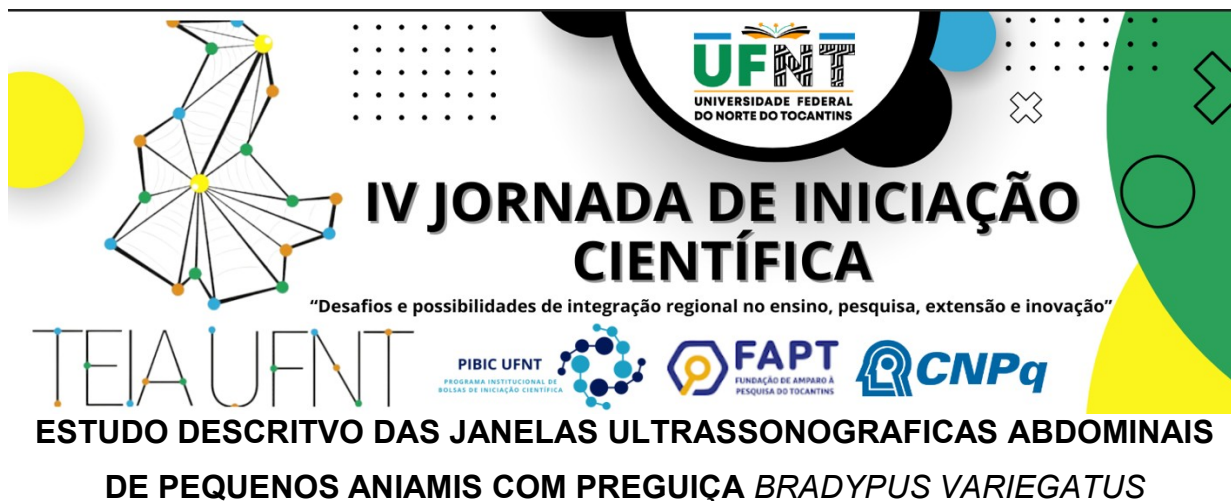 UFNT
UNIVERSIDADE FEDERAL
DO NORTE DO TOCANTINS
IV JORNADA DE INICIAÇÃO
CIENTÍFICA
“Desafios e possibilidades de integração regional no ensino, pesquisa, extensão e inovação”
TEIA UFNT
PIBIC UFNT
PROGRAMA INSTITUCIONAL DE
BOLSAS DE INICIAÇÃO CIENTÍFICA
FAPT
FUNDAÇÃO DE AMPARO À
PESQUISA DO TOCANTINS
CNPq
ESTUDO DESCRITVO DAS JANELAS ULTRASSONOGRAFICAS ABDOMINAIS
DE PEQUENOS ANIAMIS COM PREGUIÇA BRADYPUS VARIEGATUS